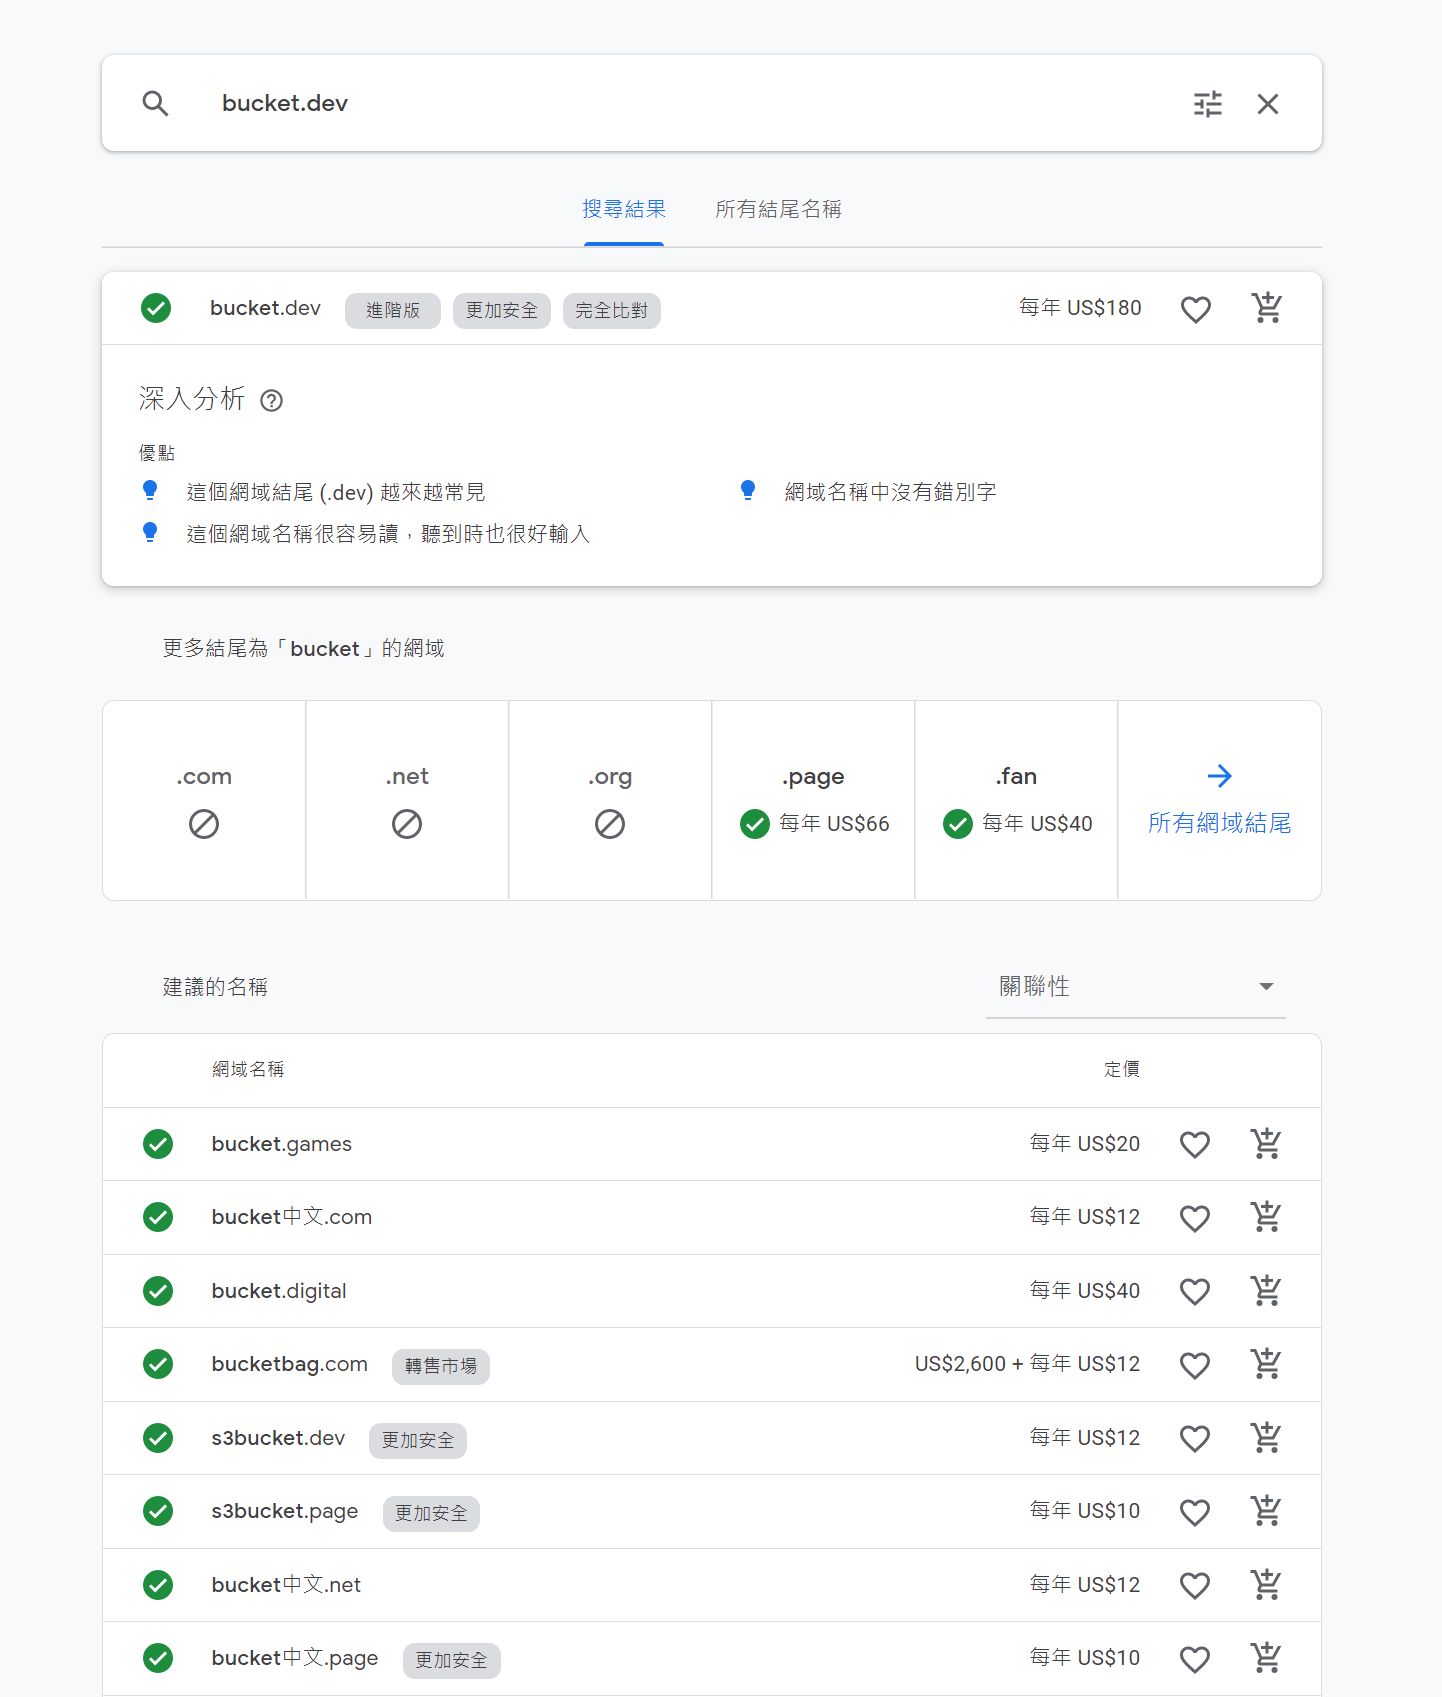 bucket.dev
搜尋結果 所有結尾名稱
bucket.dev 進階版 更加安全 完全比對 每年 US$180
深入分析
優點
這個網域結尾 (.dev) 越來越常見 網域名稱中沒有錯別字
這個網域名稱很容易讀，聽到時也很好輸入
更多結尾為「bucket」的網域
.com .net .org .page .fan
每年 US$66 每年 US$40 所有網域結尾
建議的名稱 關聯性
網域名稱 定價
bucket.games 每年 US$20
bucket中文.com 每年 US$12
bucket.digital 每年 US$40
bucketbag.com 轉售市場 US$2,600 + 每年 US$12
s3bucket.dev 更加安全 每年 US$12
s3bucket.page 更加安全 每年 US$10
bucket中文.net 每年 US$12
bucket中文.page 更加安全 每年 US$10